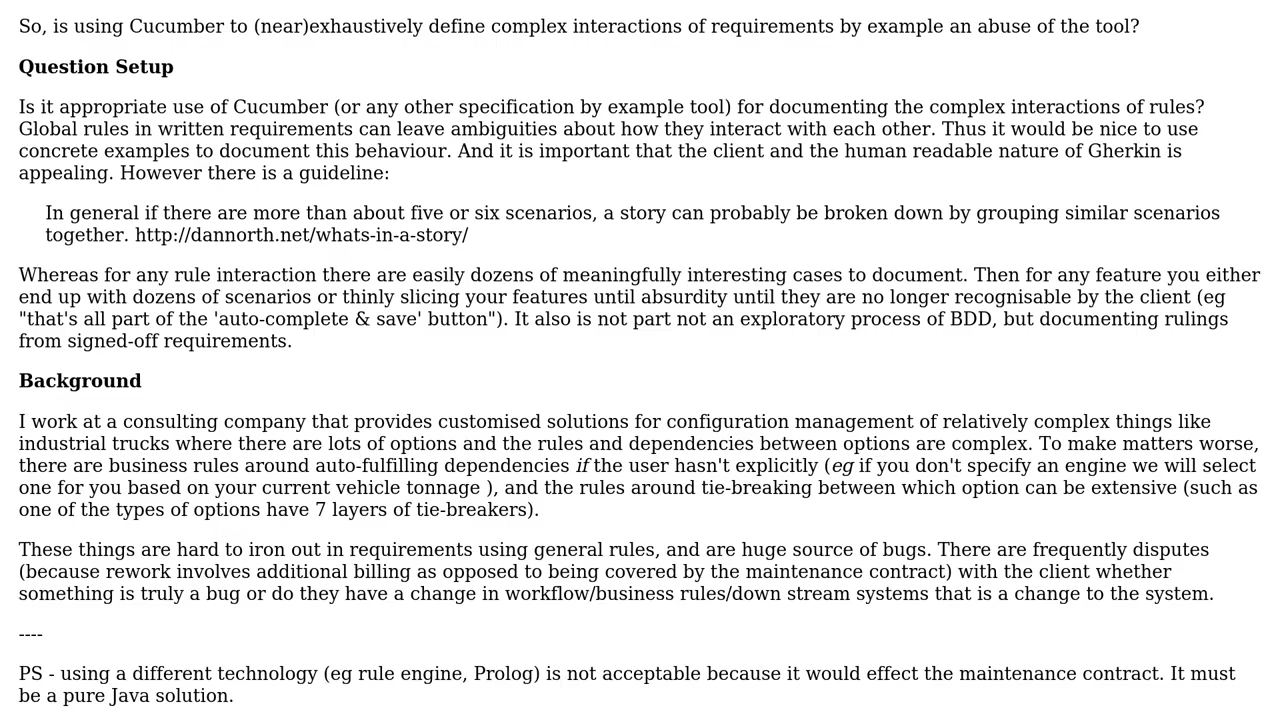 So, is using Cucumber to (near)exhaustively define complex interactions of requirements by example an abuse of the tool?
Question Setup
Is it appropriate use of Cucumber (or any other specification by example tool) for documenting the complex interactions of rules?
Global rules in written requirements can leave ambiguities about how they interact with each other. Thus it would be nice to use
concrete examples to document this behaviour. And it is important that the client and the human readable nature of Gherkin is
appealing. However there is a guideline:
In general if there are more than about five or six scenarios, a story can probably be broken down by grouping similar scenarios
together. http://dannorth.net/whats-in-a-story/
Whereas for any rule interaction there are easily dozens of meaningfully interesting cases to document. Then for any feature you either
end up with dozens of scenarios or thinly slicing your features until absurdity until they are no longer recognisable by the client (eg
"that's all part of the 'auto-complete & save' button"). It also is not part not an exploratory process of BDD, but documenting rulings
from signed-off requirements.
Background
I work at a consulting company that provides customised solutions for configuration management of relatively complex things like
industrial trucks where there are lots of options and the rules and dependencies between options are complex. To make matters worse,
there are business rules around auto-fulfilling dependencies if the user hasn't explicitly (eg if you don't specify an engine we will select
one for you based on your current vehicle tonnage ), and the rules around tie-breaking between which option can be extensive (such as
one of the types of options have 7 layers of tie-breakers).
These things are hard to iron out in requirements using general rules, and are huge source of bugs. There are frequently disputes
(because rework involves additional billing as opposed to being covered by the maintenance contract) with the client whether
something is truly a bug or do they have a change in workflow/business rules/down stream systems that is a change to the system.
----
PS - using a different technology (eg rule engine, Prolog) is not acceptable because it would effect the maintenance contract. It must
be a pure Java solution.